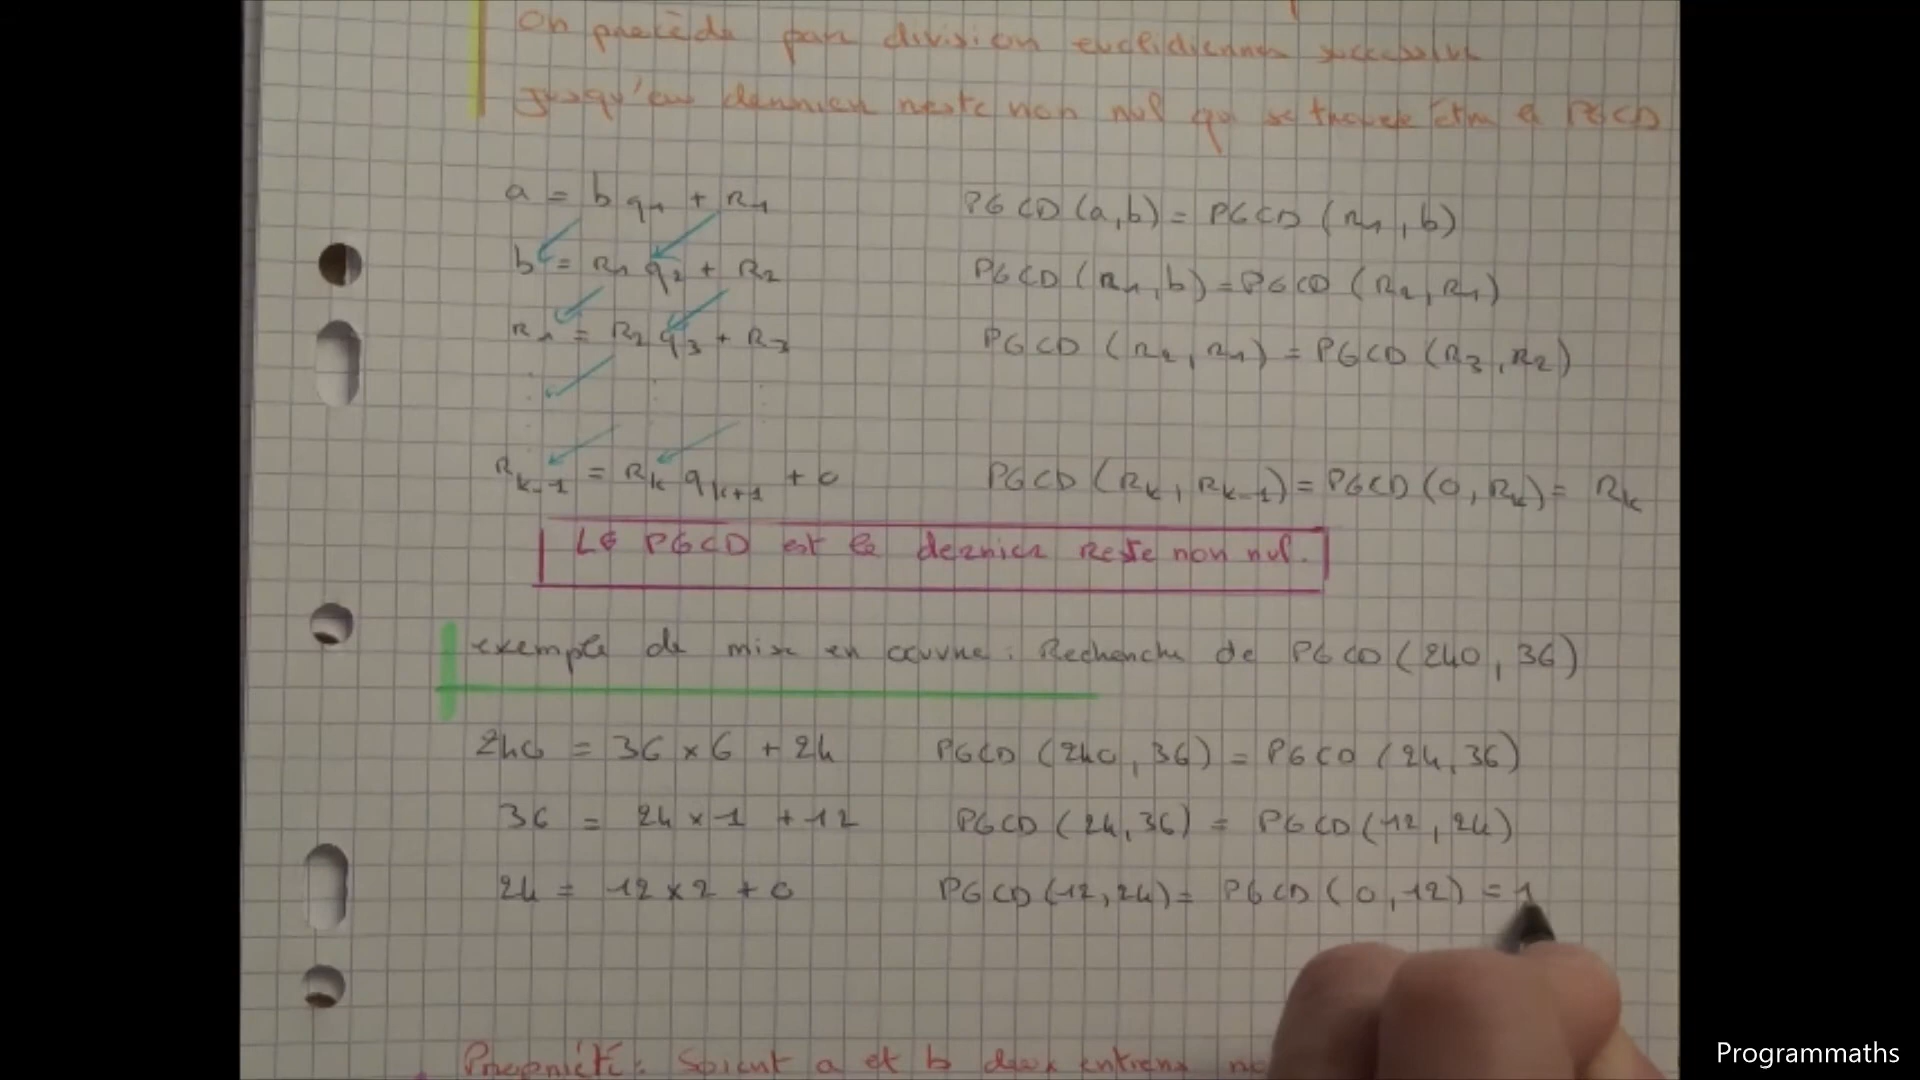 On procède par division euclidienne successive
jusqu'au dernier reste non nul qui se trouve être le PGCD
a = b q1 + R1
PGCD (a,b) = PGCD (R1, b)
b = R1 q2 + R2
PGCD (R1, b) = PGCD (R2, R1)
R1 = R2 q3 + R3
PGCD (R2, R1) = PGCD (R3, R2)
Rk-1 = Rk qk+1 + 0
PGCD (Rk, Rk-1) = PGCD (0, Rk) = Rk
Le PGCD est le dernier reste non nul.
exemple de mise en oeuvre : Recherche de PGCD (240, 36)
240 = 36 × 6 + 24
PGCD (240, 36) = PGCD (24, 36)
36 = 24 × 1 + 12
PGCD (24, 36) = PGCD (12, 24)
24 = 12 × 2 + 0
PGCD (12, 24) = PGCD (0, 12) = 1
Propriété : Soient a et b deux entiers
Programmaths